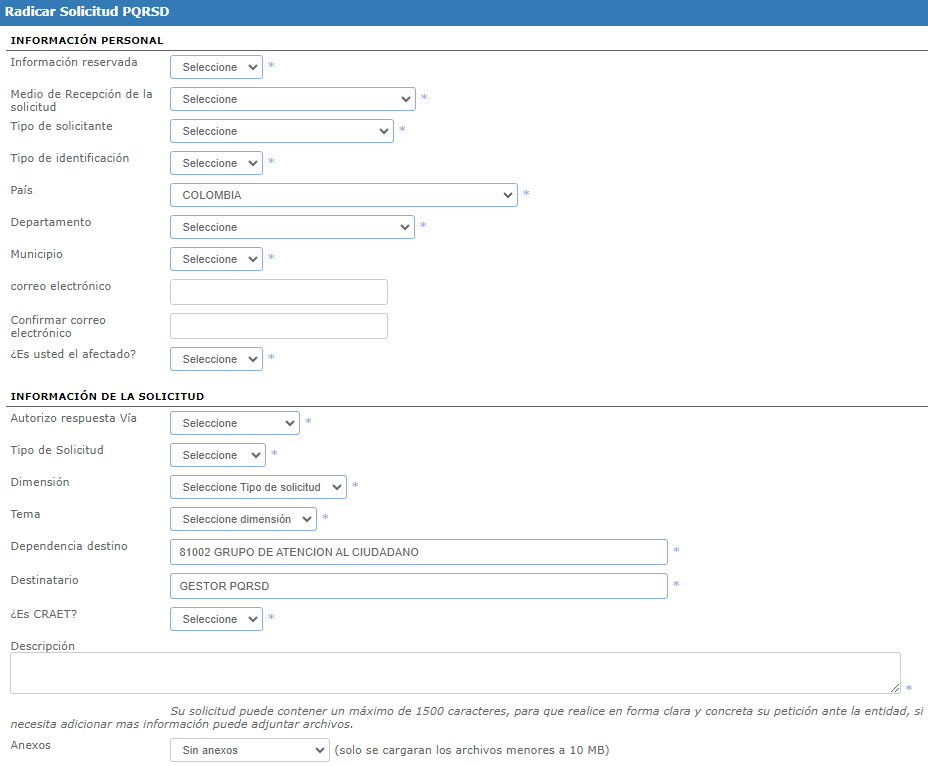 Radicar Solicitud PQRSD
INFORMACIÓN PERSONAL
Información reservada Seleccione *
Medio de Recepción de la
solicitud Seleccione *
Tipo de solicitante Seleccione *
Tipo de identificación Seleccione *
País COLOMBIA *
Departamento Seleccione *
Municipio Seleccione *
correo electrónico
Confirmar correo
electrónico
¿Es usted el afectado? Seleccione *
INFORMACIÓN DE LA SOLICITUD
Autorizo respuesta Vía Seleccione *
Tipo de Solicitud Seleccione *
Dimensión Seleccione Tipo de solicitud *
Tema Seleccione dimensión *
Dependencia destino 81002 GRUPO DE ATENCION AL CIUDADANO *
Destinatario GESTOR PQRSD *
¿Es CRAET? Seleccione *
Descripción
*
Su solicitud puede contener un máximo de 1500 caracteres, para que realice en forma clara y concreta su petición ante la entidad, si
necesita adicionar mas información puede adjuntar archivos.
Anexos Sin anexos (solo se cargaran los archivos menores a 10 MB)